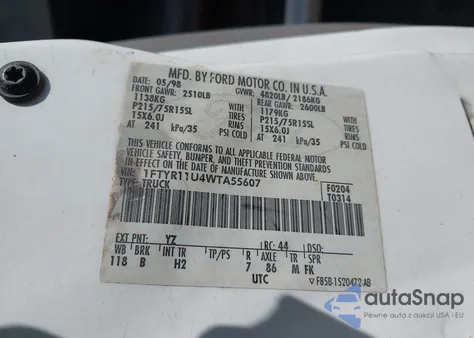 MFD. BY FORD MOTOR CO. IN U.S.A.
DATE: 05/98 GVWR: 4820LB/ 2186KG
FRONT GAWR: 2510LB REAR GAWR: 2600LB
1138KG WITH 1179KG WITH
P215/75R15SL TIRES P215/75R15SL TIRES
15X6.0J RIMS 15X6.0J RIMS
AT 241 kPa/35 PSI COLD AT 241 kPa/35 PSI COLD
THIS VEHICLE CONFORMS TO ALL APPLICABLE FEDERAL MOTOR
VEHICLE SAFETY, BUMPER, AND THEFT PREVENTION STANDARDS
IN EFFECT ON THE DATE OF MANUFACTURE SHOWN ABOVE.
VIN: 1FTYR11U4WTA55607 F0204
TYPE: TRUCK T0314
EXT PNT: YZ RC: 44 DSO:
WB BRK INT TR TP/PS R AXLE TR SPR
118 B H2 7 86 M FK
UTC F85B-1520472-AB
autoSnap
Pewne auta z aukcji USA i EU